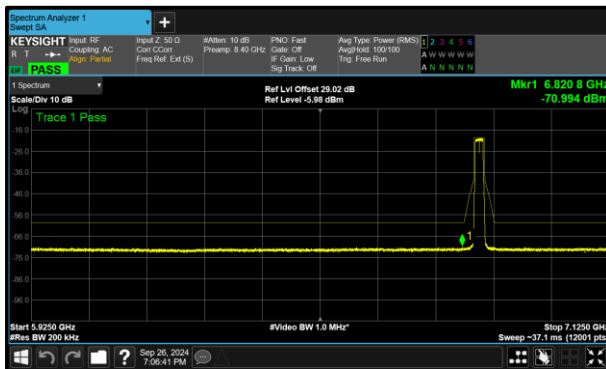 Spectrum Analyzer 1
Swept SA
KEYSIGHT Input: RF Input Z: 50 Ω #Atten: 10 dB PNO: Fast Avg Type: Power (RMS) 1 2 3 4 5 6
R T Coupling: AC Corr CCorr Preamp: 8.40 GHz Gate: Off Avg|Hold: 100/100 A W W W W W
Align: Partial Freq Ref: Ext (S) IF Gain: Low Trig: Free Run
PASS Sig Track: Off A N N N N N
1 Spectrum Ref Lvl Offset 29.02 dB Mkr1 6.820 8 GHz
Scale/Div 10 dB Ref Level -5.98 dBm -70.994 dBm
Log Trace 1 Pass
-16.0
-26.0
-36.0
-46.0
-56.0
-66.0
1
-76.0
-86.0
-96.0
Start 5.9250 GHz #Video BW 1.0 MHz* Stop 7.1250 GHz
#Res BW 200 kHz Sweep ~37.1 ms (12001 pts)
? Sep 26, 2024
7:06:41 PM